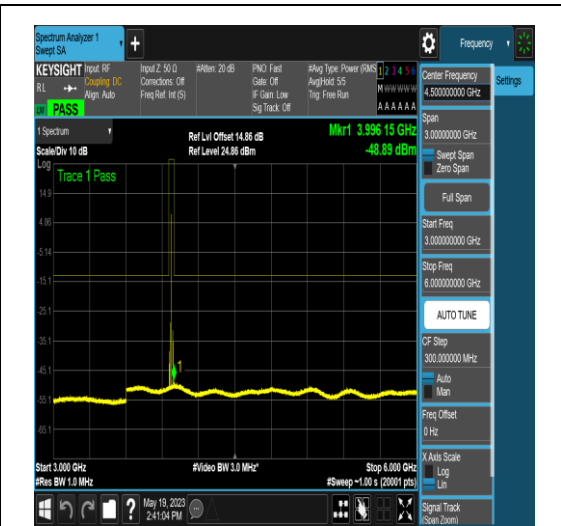 Spectrum Analyzer 1
Swept SA
+
Frequency
KEYSIGHT Input: RF Input Z: 50 Ω #Atten: 20 dB PNO: Fast #Avg Type: Power (RMS 1 2 3 4 5 6
RL Coupling: DC Corrections: Off Gate: Off Avg|Hold: 5/5 M W W W W W
Align: Auto Freq Ref: Int (S) IF Gain: Low Trig: Free Run
PASS Sig Track: Off A A A A A A
Center Frequency Settings
4.500000000 GHz
Span
3.00000000 GHz
Swept Span
Zero Span
Full Span
Start Freq
3.000000000 GHz
Stop Freq
6.000000000 GHz
AUTO TUNE
CF Step
300.000000 MHz
Auto
Man
Freq Offset
0 Hz
X Axis Scale
Log
Lin
Signal Track
(Span Zoom)
1 Spectrum Ref Lvl Offset 14.86 dB Mkr1 3.996 15 GHz
Scale/Div 10 dB Ref Level 24.86 dBm -48.89 dBm
Log
Trace 1 Pass
14.9
4.86
-5.14
-15.1
-25.1
-35.1
-45.1
1
-55.1
-65.1
Start 3.000 GHz #Video BW 3.0 MHz* Stop 6.000 GHz
#Res BW 1.0 MHz #Sweep ~1.00 s (20001 pts)
? May 19, 2023
2:41:04 PM